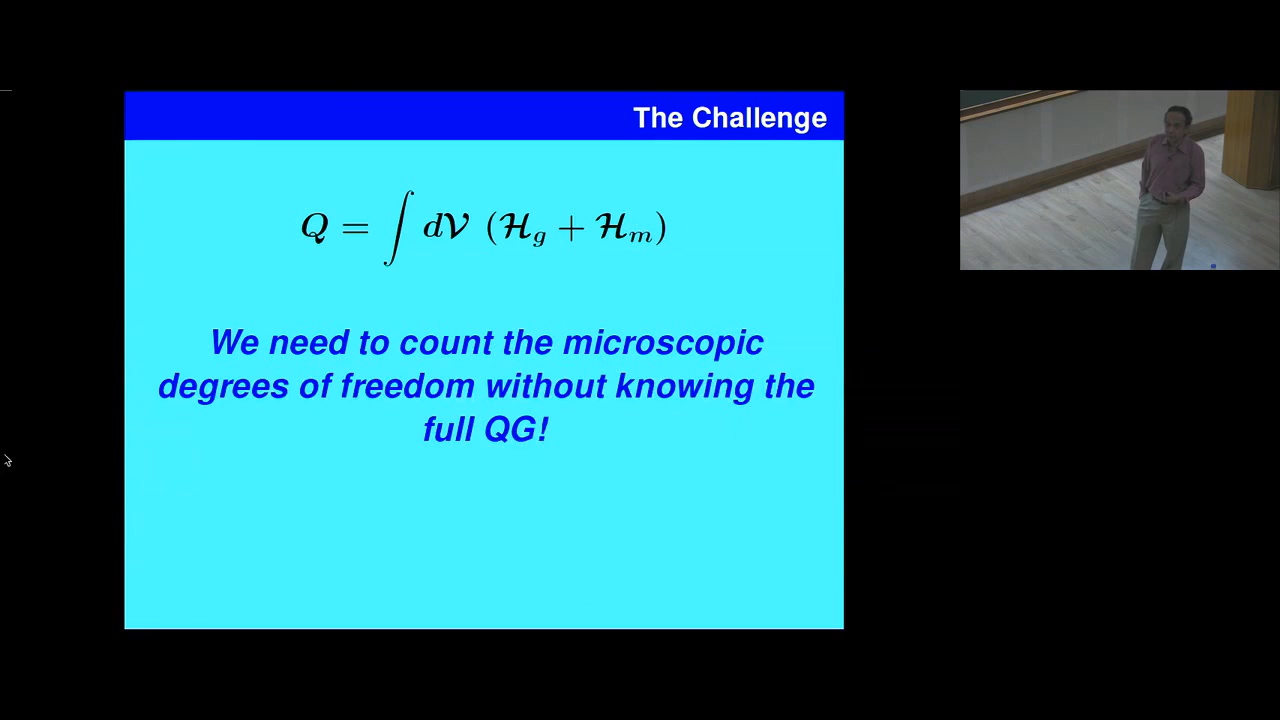 The Challenge
Q = ∫ d𝒱 (ℋ_g + ℋ_m)
We need to count the microscopic
degrees of freedom without knowing the
full QG!